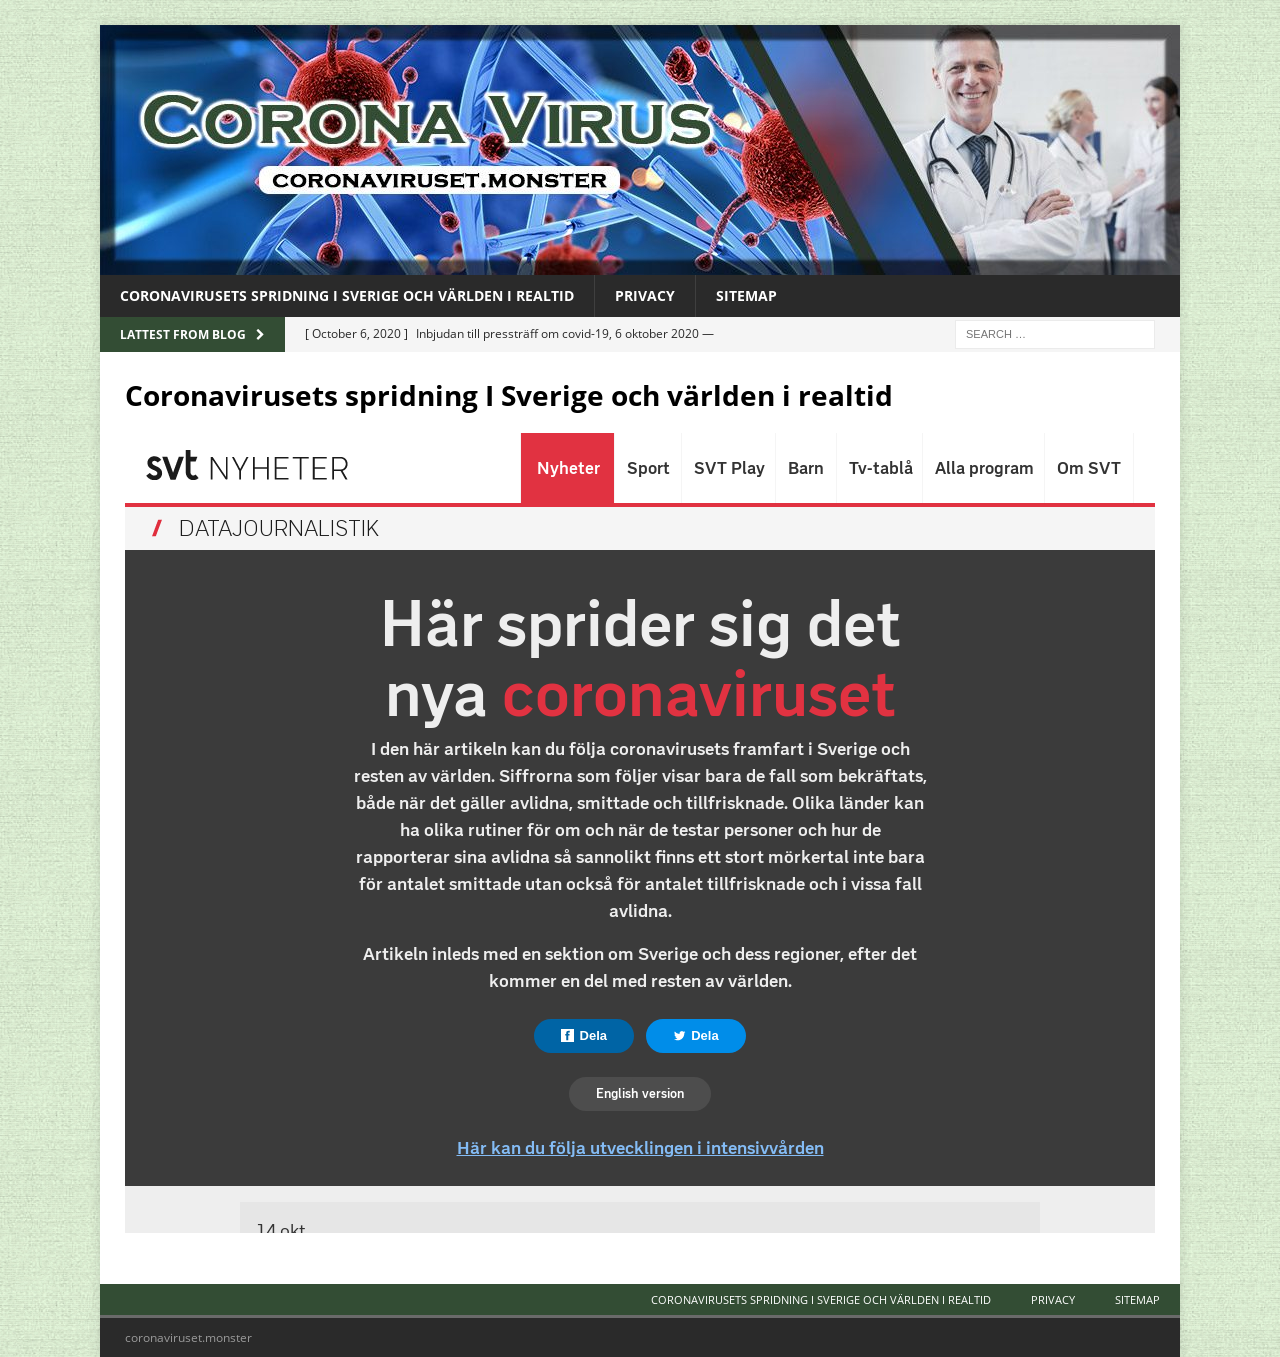 CORONA VIRUS
CORONAVIRUSET.MONSTER
CORONAVIRUSETS SPRIDNING I SVERIGE OCH VÄRLDEN I REALTID PRIVACY SITEMAP
LATTEST FROM BLOG [ October 6, 2020 ] Inbjudan till pressträff om covid-19, 6 oktober 2020 — SEARCH …
Coronavirusets spridning I Sverige och världen i realtid
svt NYHETER Nyheter Sport SVT Play Barn Tv-tablå Alla program Om SVT
/ DATAJOURNALISTIK
Här sprider sig det
nya coronaviruset
I den här artikeln kan du följa coronavirusets framfart i Sverige och
resten av världen. Siffrorna som följer visar bara de fall som bekräftats,
både när det gäller avlidna, smittade och tillfrisknade. Olika länder kan
ha olika rutiner för om och när de testar personer och hur de
rapporterar sina avlidna så sannolikt finns ett stort mörkertal inte bara
för antalet smittade utan också för antalet tillfrisknade och i vissa fall
avlidna.
Artikeln inleds med en sektion om Sverige och dess regioner, efter det
kommer en del med resten av världen.
Dela Dela
English version
Här kan du följa utvecklingen i intensivvården
14 okt
CORONAVIRUSETS SPRIDNING I SVERIGE OCH VÄRLDEN I REALTID PRIVACY SITEMAP
coronaviruset.monster